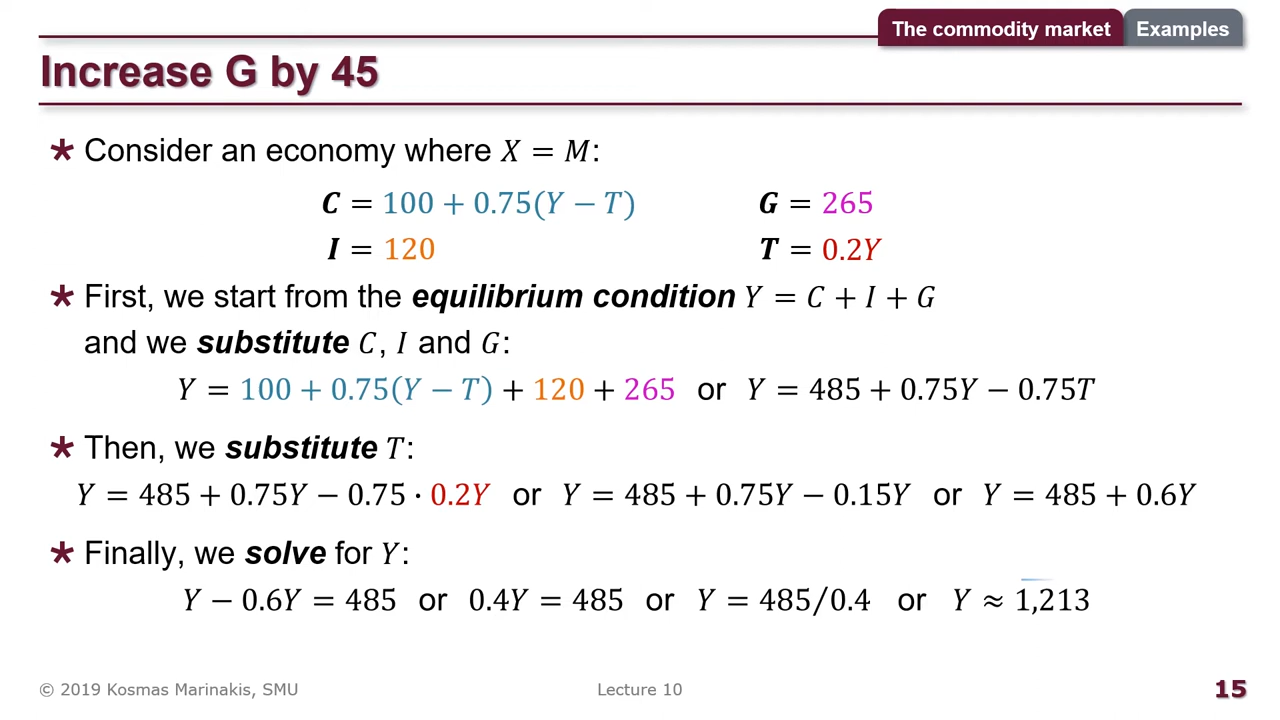 The commodity market Examples
Increase G by 45
* Consider an economy where X = M:
C = 100 + 0.75(Y − T) G = 265
I = 120 T = 0.2Y
* First, we start from the equilibrium condition Y = C + I + G
and we substitute C, I and G:
Y = 100 + 0.75(Y − T) + 120 + 265 or Y = 485 + 0.75Y − 0.75T
* Then, we substitute T:
Y = 485 + 0.75Y − 0.75 · 0.2Y or Y = 485 + 0.75Y − 0.15Y or Y = 485 + 0.6Y
* Finally, we solve for Y:
Y − 0.6Y = 485 or 0.4Y = 485 or Y = 485/0.4 or Y ≈ 1,213
© 2019 Kosmas Marinakis, SMU Lecture 10 15